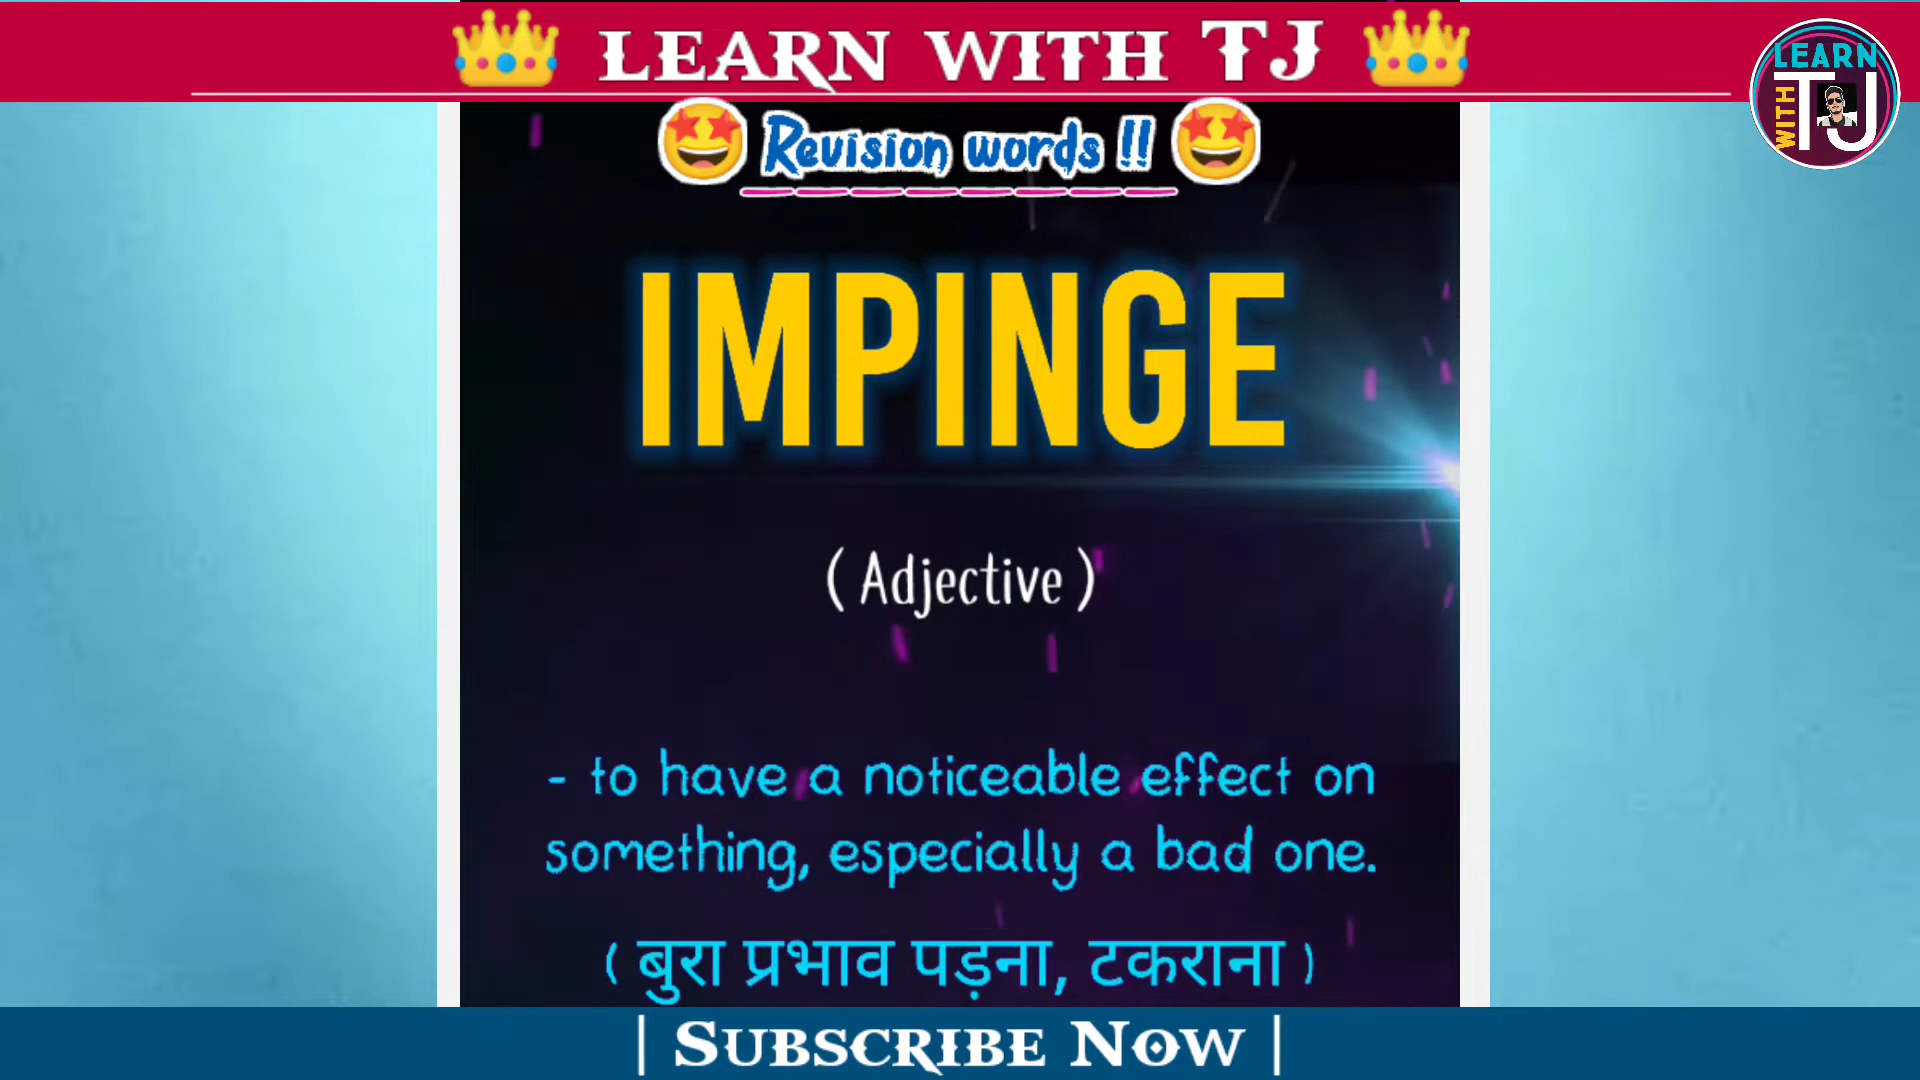 LEARN WITH TJ
LEARN
WITH
TJ
Revision words !!
IMPINGE
( Adjective )
- to have a noticeable effect on
something, especially a bad one.
( बुरा प्रभाव पड़ना, टकराना )
| SUBSCRIBE NOW |